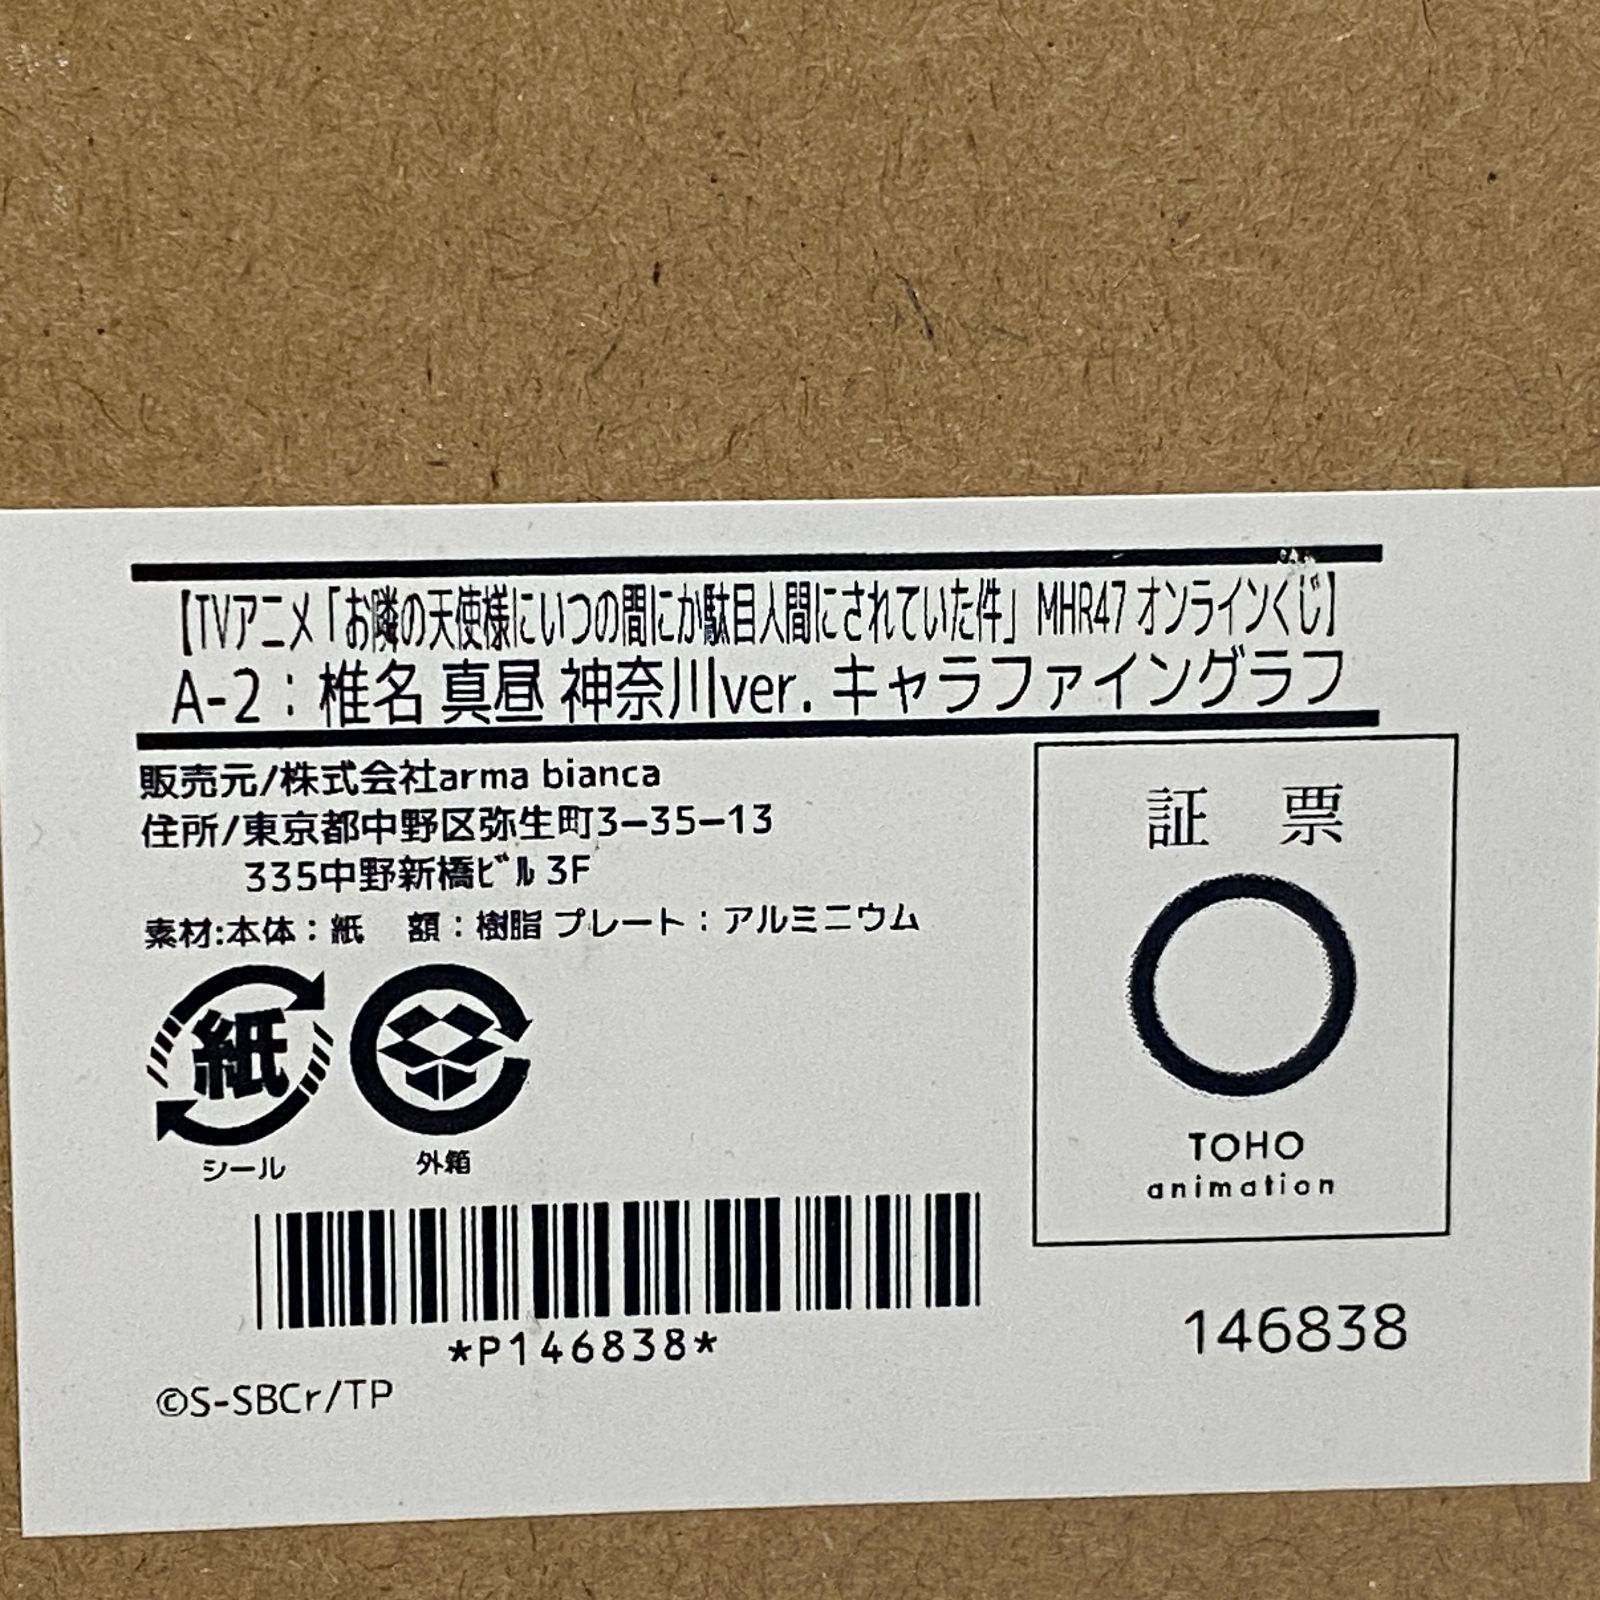 【TVアニメ「お隣の天使様にいつの間にか駄目人間にされていた件」 MHR47 オンラインくじ】
A-2：椎名 真昼 神奈川ver. キャラファイングラフ
販売元/株式会社arma bianca
住所/東京都中野区弥生町3−35−13
335中野新橋ﾋﾞﾙ 3F
素材:本体：紙　額：樹脂 プレート：アルミニウム
証 票
TOHO
animation
紙
シール
外箱
*P146838*
146838
©S-SBCr/TP